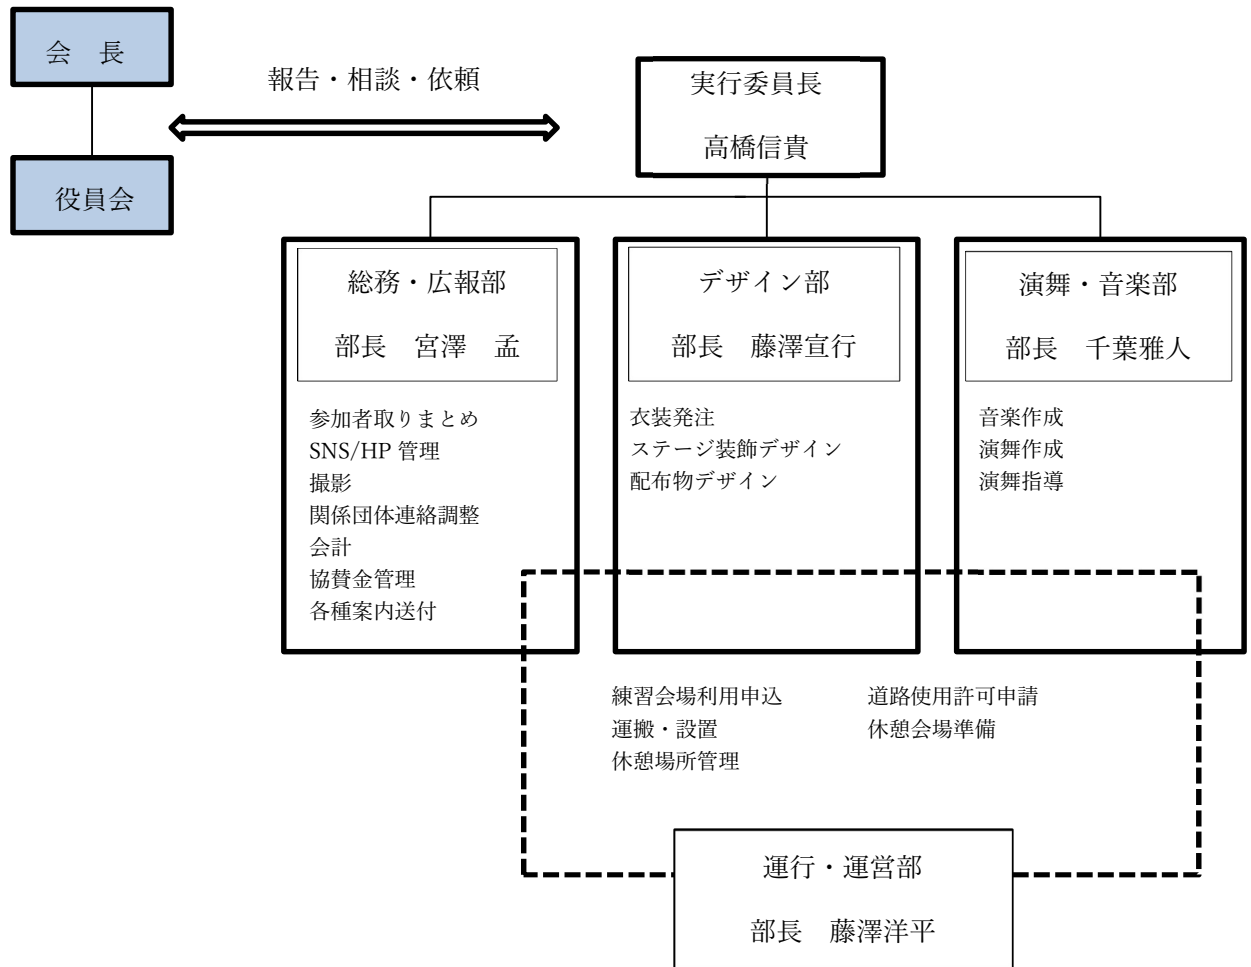 会　長
役員会
報告・相談・依頼
実行委員長
高橋信貴
総務・広報部
部長　宮澤　孟
参加者取りまとめ
SNS/HP 管理
撮影
関係団体連絡調整
会計
協賛金管理
各種案内送付
デザイン部
部長　藤澤宣行
衣装発注
ステージ装飾デザイン
配布物デザイン
演舞・音楽部
部長　千葉雅人
音楽作成
演舞作成
演舞指導
練習会場利用申込
運搬・設置
休憩場所管理
道路使用許可申請
休憩会場準備
運行・運営部
部長　藤澤洋平